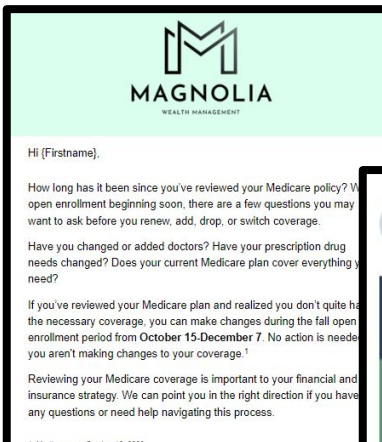 MAGNOLIA
WEALTH MANAGEMENT
Hi {Firstname},
How long has it been since you've reviewed your Medicare policy?
open enrollment beginning soon, there are a few questions you may
want to ask before you renew, add, drop, or switch coverage.
Have you changed or added doctors? Have your prescription drug
needs changed? Does your current Medicare plan cover everything
need?
If you've reviewed your Medicare plan and realized you don't quite
the necessary coverage, you can make changes during the fall open
enrollment period from October 15-December 7. No action is
you aren't making changes to your coverage.¹
Reviewing your Medicare coverage is important to your financial and
insurance strategy. We can point you in the right direction if you have
any questions or need help navigating this process.